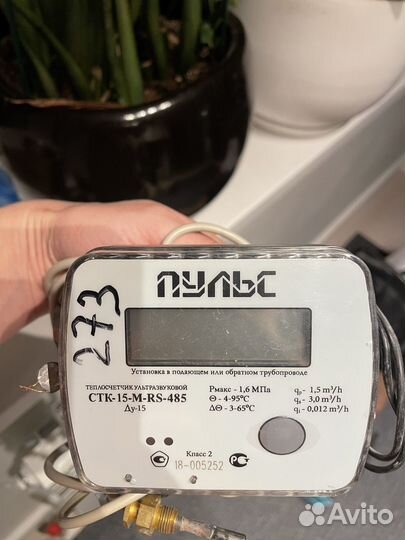 ПУЛЬС
273
Установка в подающем или обратном трубопроводе
ТЕПЛОСЧЕТЧИК УЛЬТРАЗВУКОВОЙ
СТК-15-М-RS-485
Ду-15
Рмакс - 1,6 МПа
Θ - 4-95°C
ΔΘ - 3-65°C
qp - 1,5 m³/h
qs - 3,0 m³/h
qi - 0,012 m³/h
Класс 2
18-005252
Avito